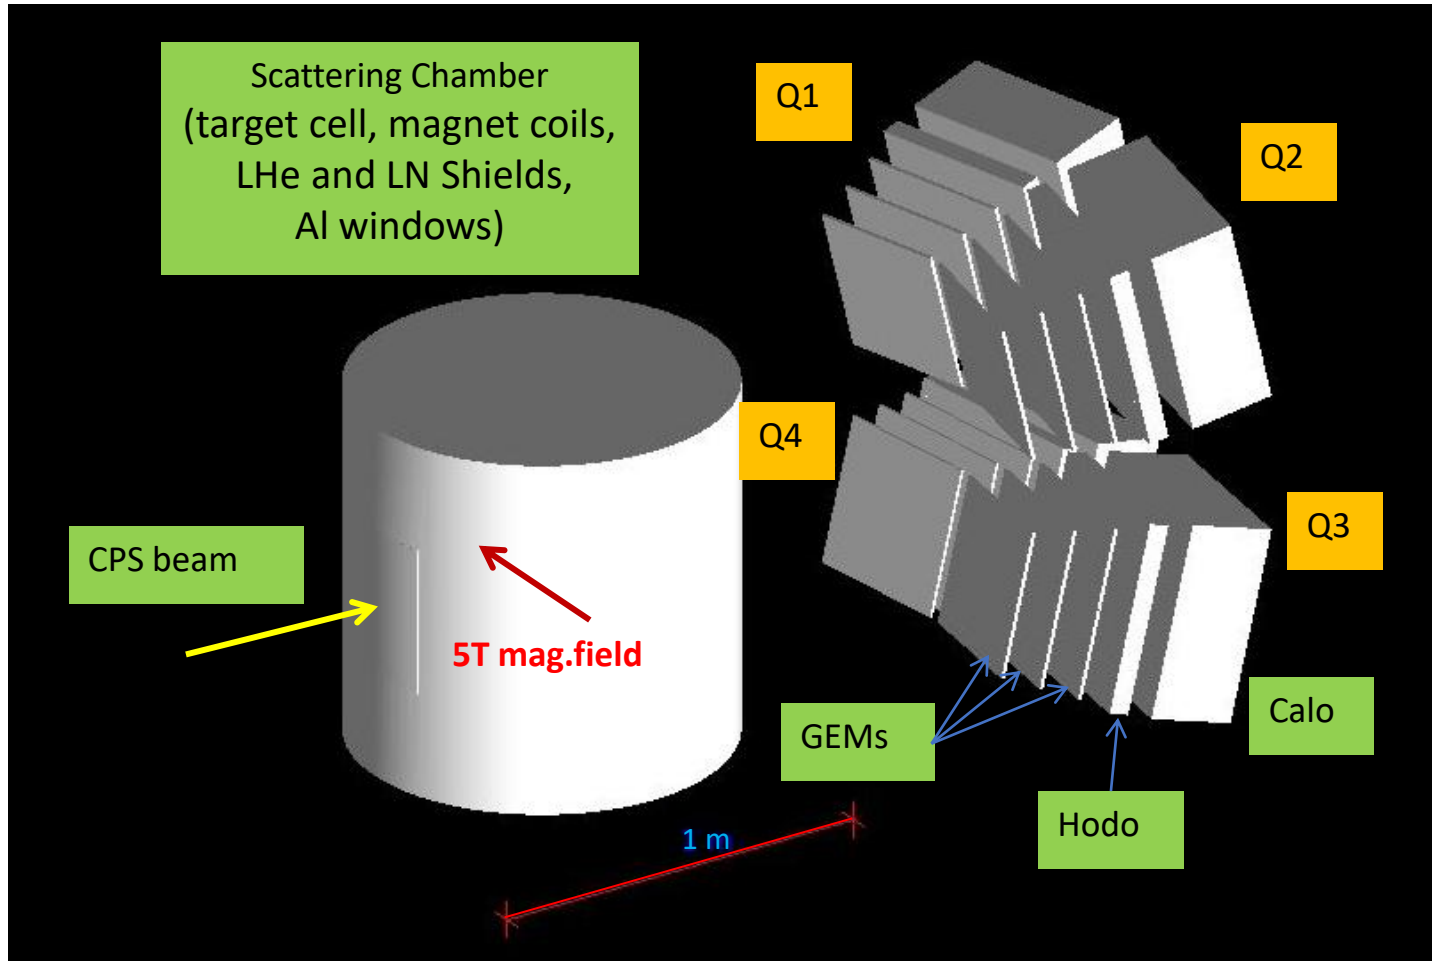 Scattering Chamber
(target cell, magnet coils,
LHe and LN Shields,
Al windows)
Q1
Q2
Q4
Q3
CPS beam
5T mag.field
GEMs
Calo
Hodo
1 m